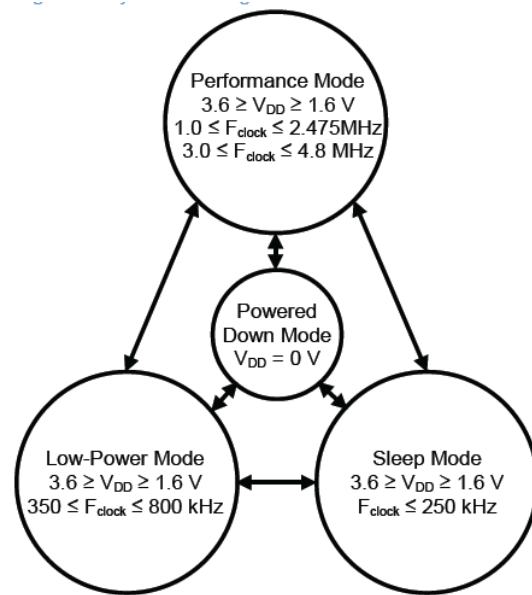 Performance Mode
3.6 ≥ V_DD ≥ 1.6 V
1.0 ≤ F_clock ≤ 2.475MHz
3.0 ≤ F_clock ≤ 4.8 MHz
Powered
Down Mode
V_DD = 0 V
Low-Power Mode
3.6 ≥ V_DD ≥ 1.6 V
350 ≤ F_clock ≤ 800 kHz
Sleep Mode
3.6 ≥ V_DD ≥ 1.6 V
F_clock ≤ 250 kHz